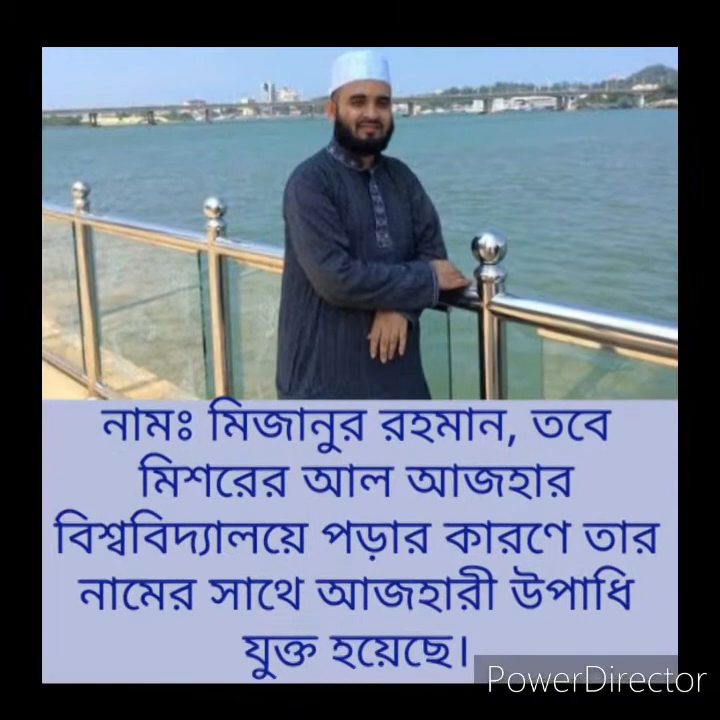 নামঃ মিজানুর রহমান, তবে
মিশরের আল আজহার
বিশ্ববিদ্যালয়ে পড়ার কারণে তার
নামের সাথে আজহারী উপাধি
যুক্ত হয়েছে।
PowerDirector